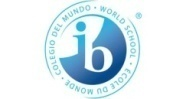 COLEGIO DEL MUNDO · WORLD SCHOOL · ÉCOLE DU MONDE ·
ib
®